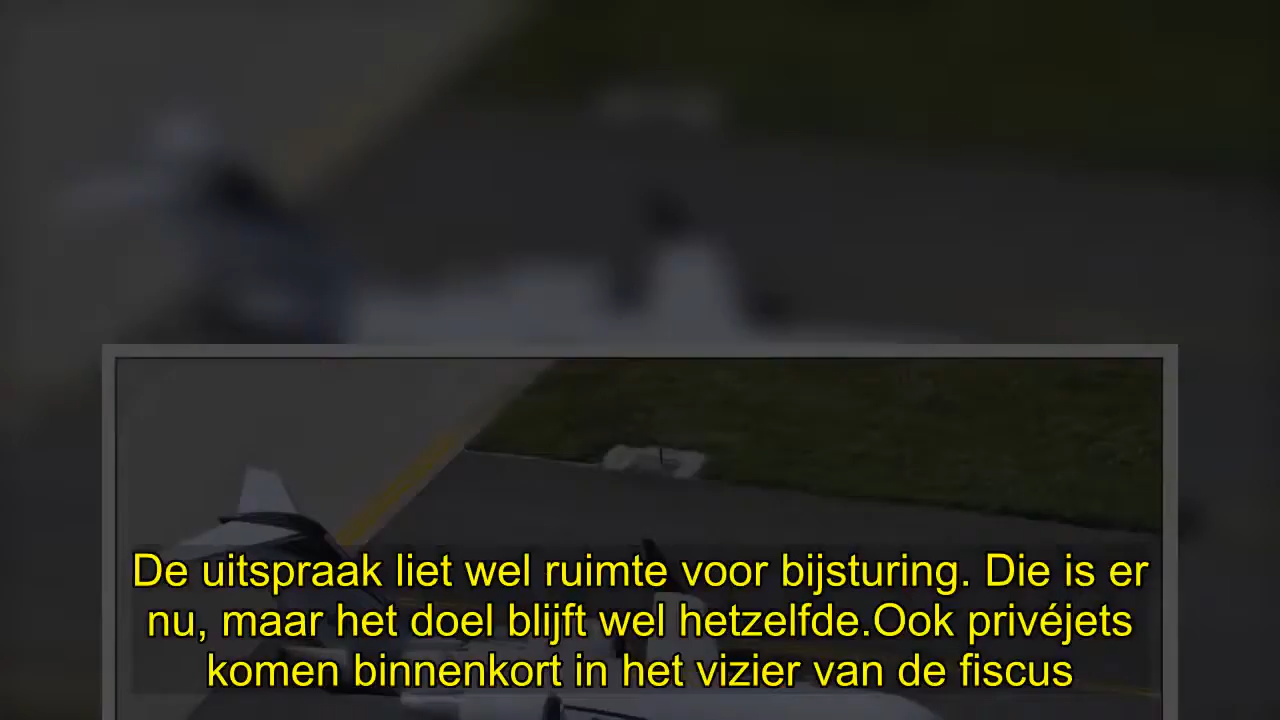 De uitspraak liet wel ruimte voor bijsturing. Die is er
nu, maar het doel blijft wel hetzelfde.Ook privéjets
komen binnenkort in het vizier van de fiscus